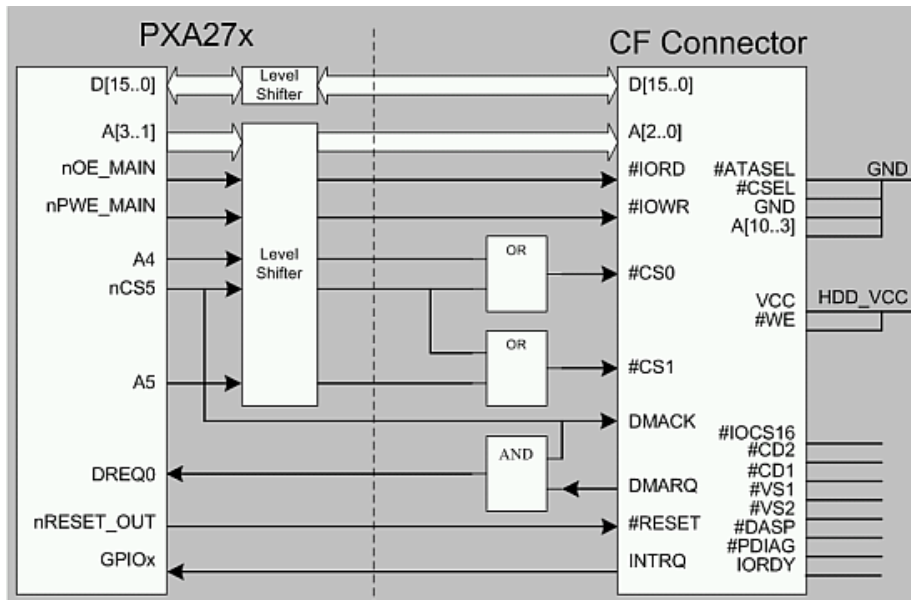 PXA27x
CF Connector
D[15..0]
Level
Shifter
D[15..0]
A[3..1]
A[2..0]
nOE_MAIN
#IORD
#ATASEL
GND
#CSEL
nPWE_MAIN
#IOWR
GND
A[10..3]
A4
Level
Shifter
OR
nCS5
#CS0
VCC
HDD_VCC
#WE
OR
A5
#CS1
DMACK
#IOCS16
#CD2
AND
#CD1
DREQ0
DMARQ
#VS1
#VS2
nRESET_OUT
#RESET
#DASP
#PDIAG
GPIOx
INTRQ
IORDY